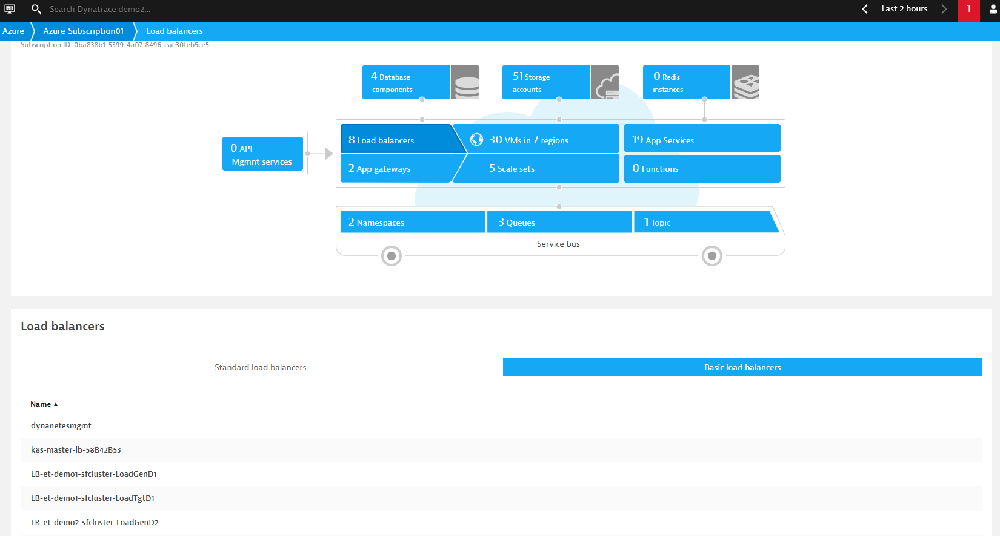 Search Dynatrace demo2...
Last 2 hours
1
Azure
Azure-Subscription01
Load balancers
Subscription ID: 0ba838b1-5399-4a07-8496-eae30feb5ce5
4 Database
components
51 Storage
accounts
0 Redis
instances
0 API
Mgmnt services
8 Load balancers
30 VMs in 7 regions
19 App Services
2 App gateways
5 Scale sets
0 Functions
2 Namespaces
3 Queues
1 Topic
Service bus
Load balancers
Standard load balancers
Basic load balancers
Name ▲
dynanetesmgmt
k8s-master-lb-58B42B53
LB-et-demo1-sfcluster-LoadGenD1
LB-et-demo1-sfcluster-LoadTgtD1
LB-et-demo2-sfcluster-LoadGenD2